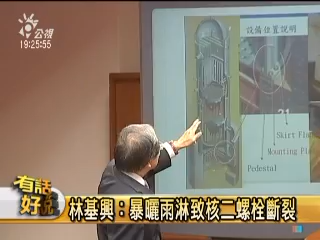 公視
19:25:55
設備位置説明
21
Skirt Fl
Mounting Pl
Pedestal
有話
好說
林基興：暴曬雨淋致核二螺栓斷裂